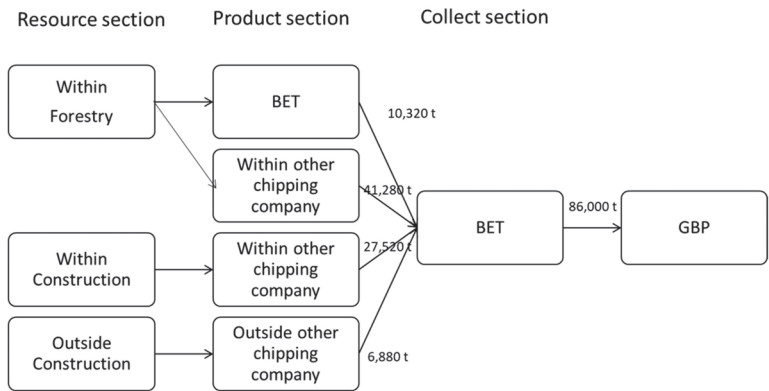 Resource section
Product section
Collect section
Within
Forestry
BET
10,320 t
Within other
chipping
company
41,280 t
BET
86,000 t
GBP
Within
Construction
Within other
chipping
company
27,520 t
Outside
Construction
Outside other
chipping
company
6,880 t